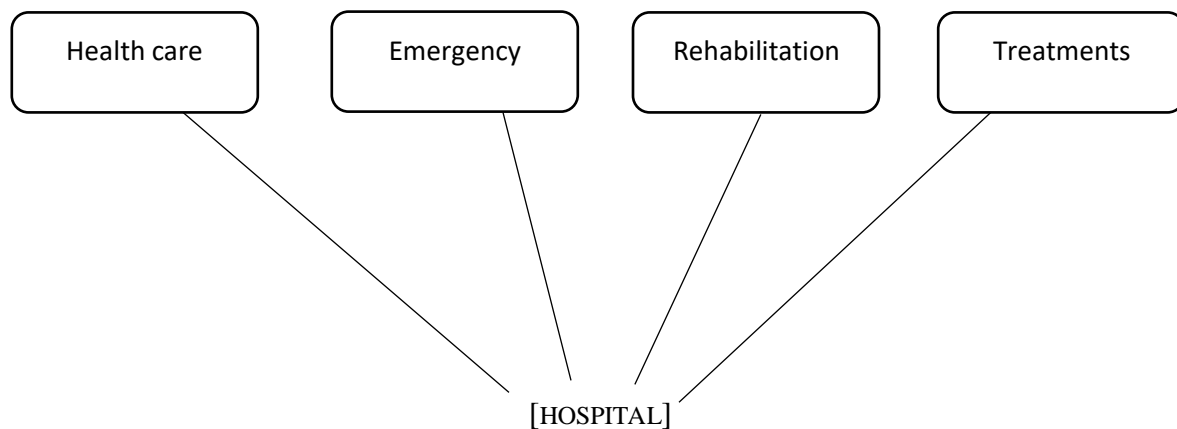 Health care
Emergency
Rehabilitation
Treatments
[HOSPITAL]